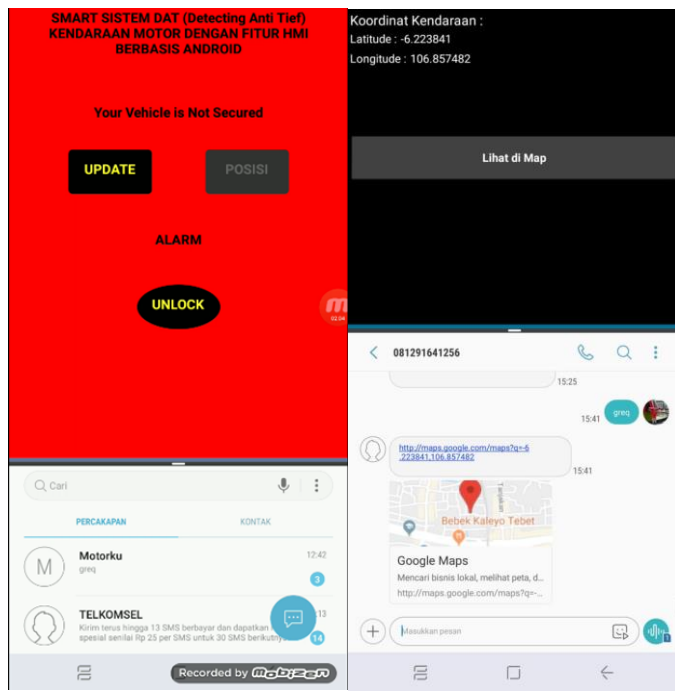 SMART SISTEM DAT (Detecting Anti Tief)
KENDARAAN MOTOR DENGAN FITUR HMI
BERBASIS ANDROID
Your Vehicle is Not Secured
UPDATE
POSISI
ALARM
UNLOCK
02:04
Cari
PERCAKAPAN
KONTAK
M
Motorku
12:42
greq
3
TELKOMSEL
13
Kirim terus hingga 13 SMS berbayar dan dapatkan
spesial senilai Rp 25 per SMS untuk 30 SMS berikutny
14
Recorded by mobizen
Koordinat Kendaraan :
Latitude : -6.223841
Longitude : 106.857482
Lihat di Map
081291641256
15:25
15:41
greq
http://maps.google.com/maps?q=-6
.223841,106.857482
15:41
Bebek Kaleyo Tebet
Google Maps
Mencari bisnis lokal, melihat peta, d...
http://maps.google.com/maps?q=-...
Masukkan pesan
1